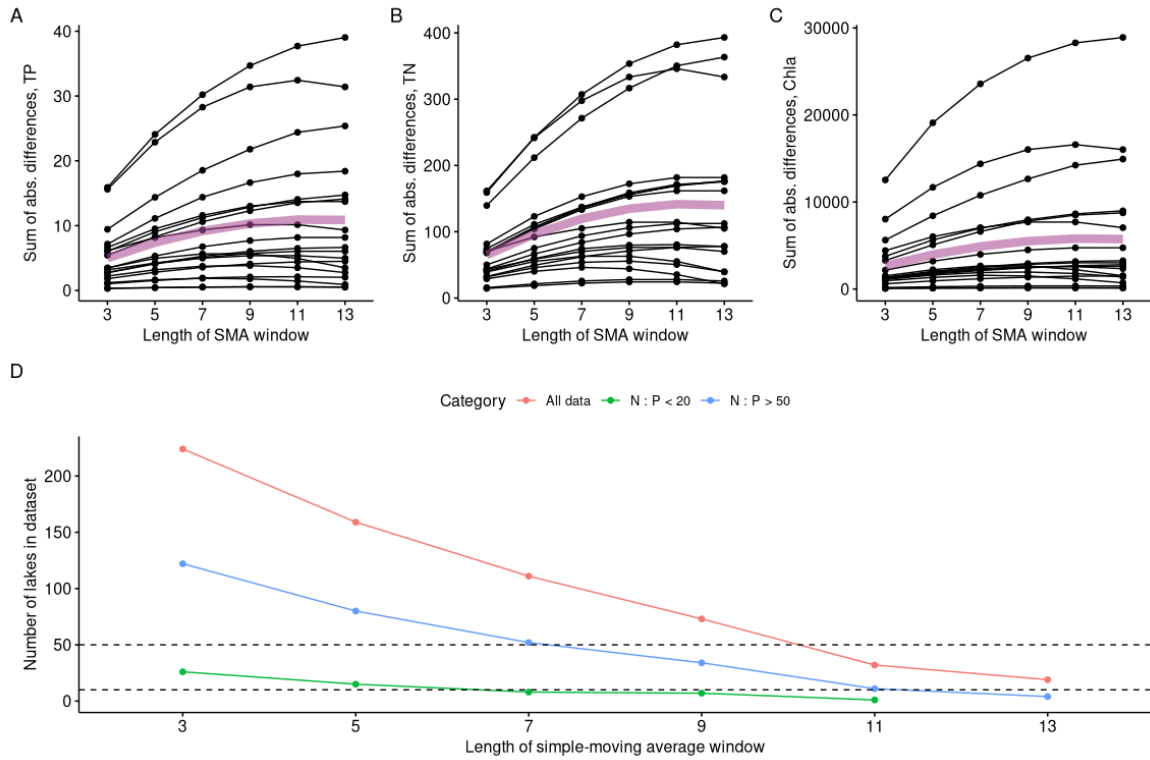 A
B
C
Sum of abs. differences, TP
40
30
20
10
0
3 5 7 9 11 13
Length of SMA window
Sum of abs. differences, TN
400
300
200
100
0
3 5 7 9 11 13
Length of SMA window
Sum of abs. differences, Chla
30000
20000
10000
0
3 5 7 9 11 13
Length of SMA window
D
Category All data N : P < 20 N : P > 50
Number of lakes in dataset
200
150
100
50
0
3 5 7 9 11 13
Length of simple-moving average window